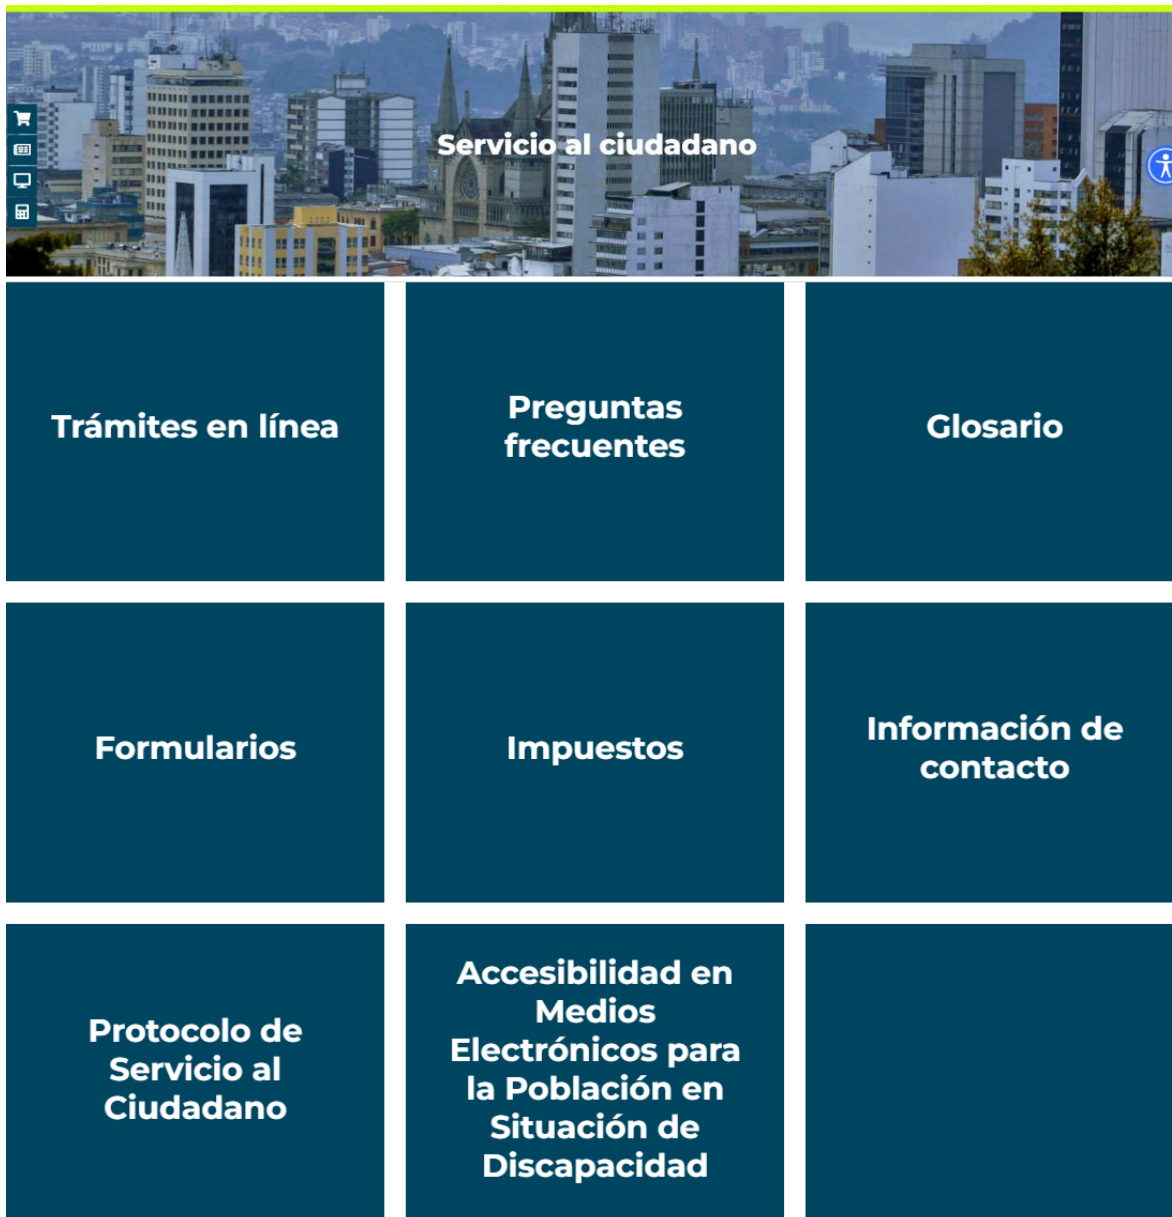 Servicio al ciudadano
Trámites en línea
Preguntas
frecuentes
Glosario
Formularios
Impuestos
Información de
contacto
Protocolo de
Servicio al
Ciudadano
Accesibilidad en
Medios
Electrónicos para
la Población en
Situación de
Discapacidad